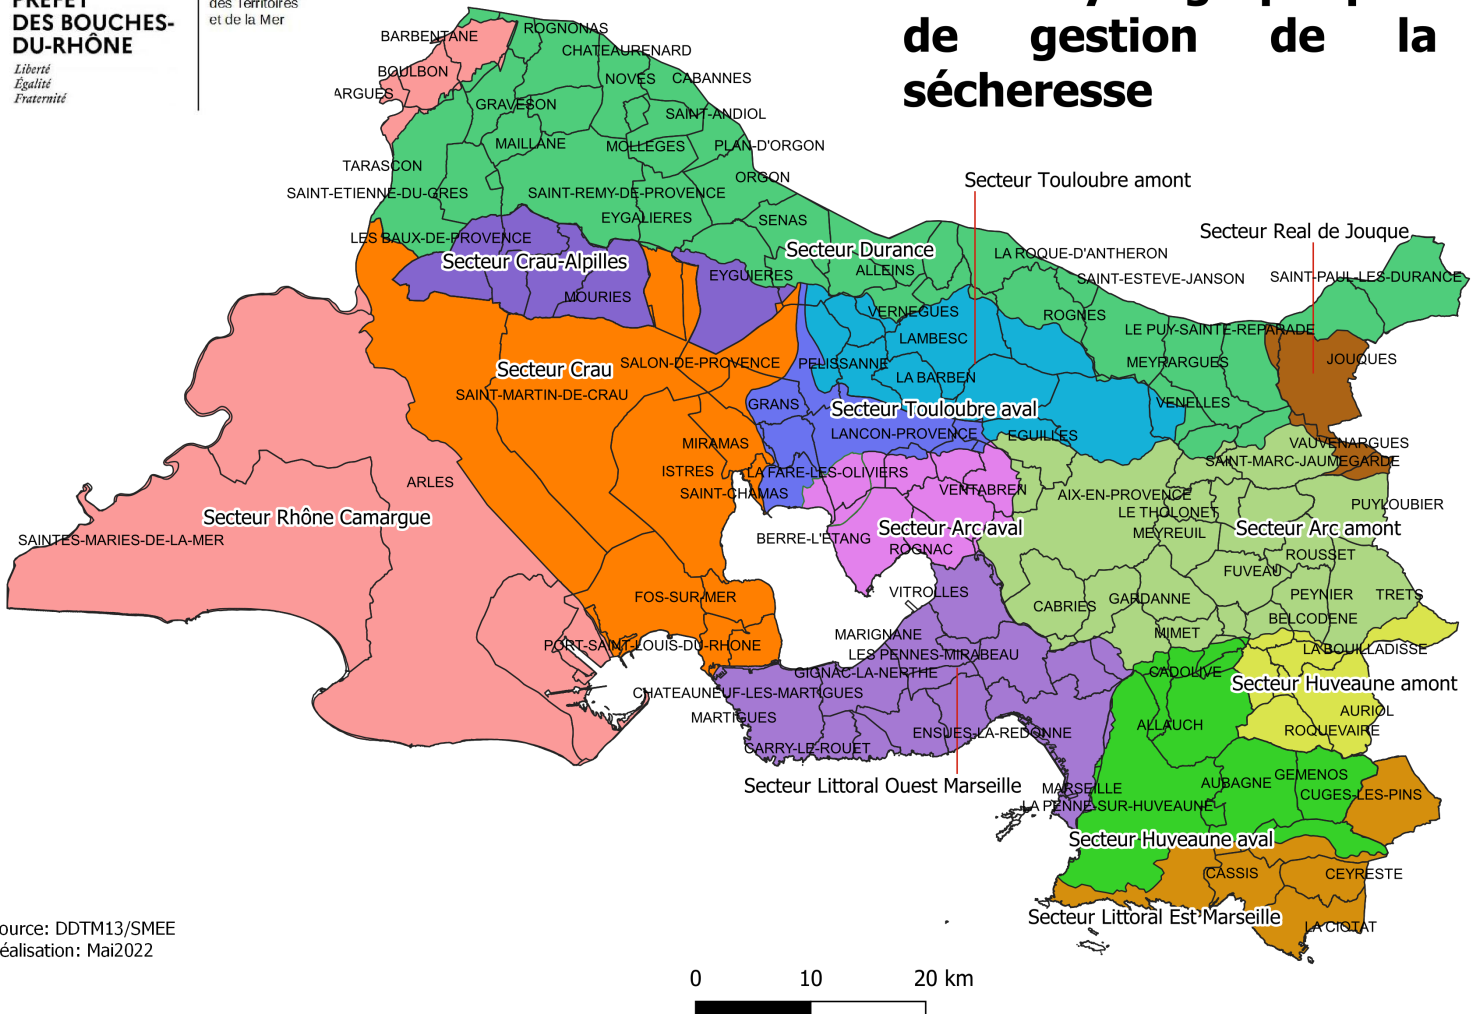 DES BOUCHES-
DU-RHÔNE
Liberté
Égalité
Fraternité
des Territoires
et de la Mer
de gestion de la
sécheresse
BARBENTANE
ROGNONAS
CHATEAURENARD
BOULBON
NOVES
CABANNES
ARGUES
GRAVESON
SAINT-ANDIOL
MAILLANE
MOLLEGES
PLAN-D'ORGON
TARASCON
ORGON
SAINT-ETIENNE-DU-GRES
SAINT-REMY-DE-PROVENCE
EYGALIERES
SENAS
Secteur Touloubre amont
Secteur Real de Jouque
LES BAUX-DE-PROVENCE
Secteur Durance
LA ROQUE-D'ANTHERON
Secteur Crau-Alpilles
EYGUIERES
ALLEINS
SAINT-ESTEVE-JANSON
SAINT-PAUL-LES-DURANCE
MOURIES
VERNEGUES
ROGNES
LE PUY-SAINTE-REPARADE
LAMBESC
Secteur Crau
SALON-DE-PROVENCE
PELISSANNE
MEYRARGUES
JOUQUES
LA BARBEN
SAINT-MARTIN-DE-CRAU
GRANS
Secteur Touloubre aval
VENELLES
MIRAMAS
LANCON-PROVENCE
EGUILLES
VAUVENARGUES
SAINT-MARC-JAUMEGARDE
ISTRES
LA FARE-LES-OLIVIERS
ARLES
SAINT-CHAMAS
VENTABREN
AIX-EN-PROVENCE
PUYLOUBIER
Secteur Rhône Camargue
LE THOLONET
Secteur Arc aval
Secteur Arc amont
SAINTES-MARIES-DE-LA-MER
BERRE-L'ETANG
MEYREUIL
ROGNAC
ROUSSET
FUVEAU
FOS-SUR-MER
VITROLLES
CABRIES
GARDANNE
PEYNIER
TRETS
BELCODENE
MARIGNANE
MIMET
PORT-SAINT-LOUIS-DU-RHONE
LES PENNES-MIRABEAU
LA BOUILLADISSE
GIGNAC-LA-NERTHE
CADOLIVE
Secteur Huveaune amont
CHATEAUNEUF-LES-MARTIGUES
MARTIGUES
AURIOL
ALLAUCH
ROQUEVAIRE
ENSUES-LA-REDONNE
CARRY-LE-ROUET
Secteur Littoral Ouest Marseille
MARSEILLE
AUBAGNE
GEMENOS
CUGES-LES-PINS
LA PENNE-SUR-HUVEAUNE
Secteur Huveaune aval
CASSIS
CEYRESTE
Secteur Littoral Est Marseille
LA CIOTAT
ource: DDTM13/SMEE
éalisation: Mai2022
0 10 20 km